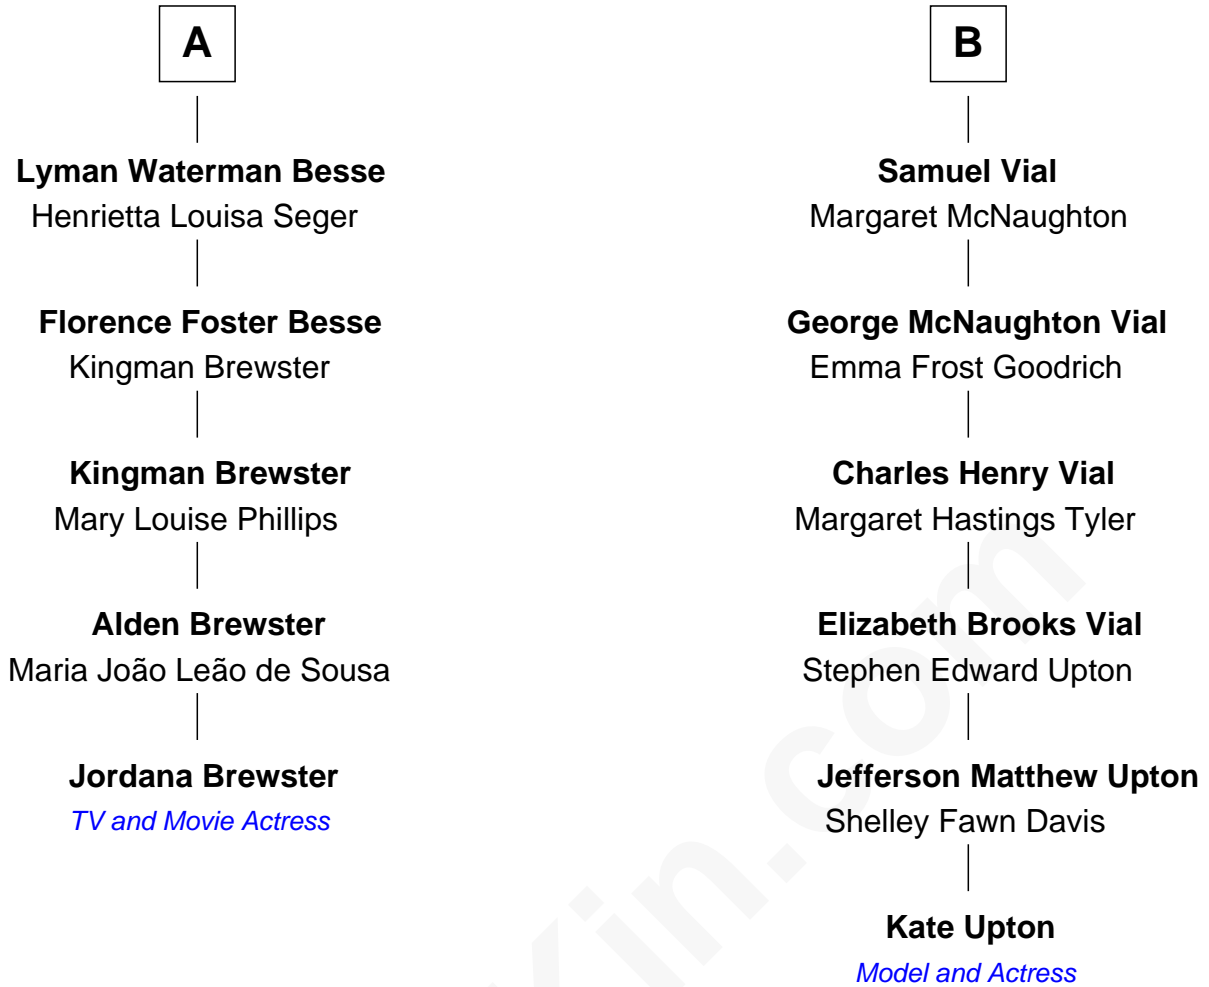 A
Lyman Waterman Besse
Henrietta Louisa Seger
Florence Foster Besse
Kingman Brewster
Kingman Brewster
Mary Louise Phillips
Alden Brewster
Maria João Leão de Sousa
Jordana Brewster
TV and Movie Actress
B
Samuel Vial
Margaret McNaughton
George McNaughton Vial
Emma Frost Goodrich
Charles Henry Vial
Margaret Hastings Tyler
Elizabeth Brooks Vial
Stephen Edward Upton
Jefferson Matthew Upton
Shelley Fawn Davis
Kate Upton
Model and Actress
Kin.com